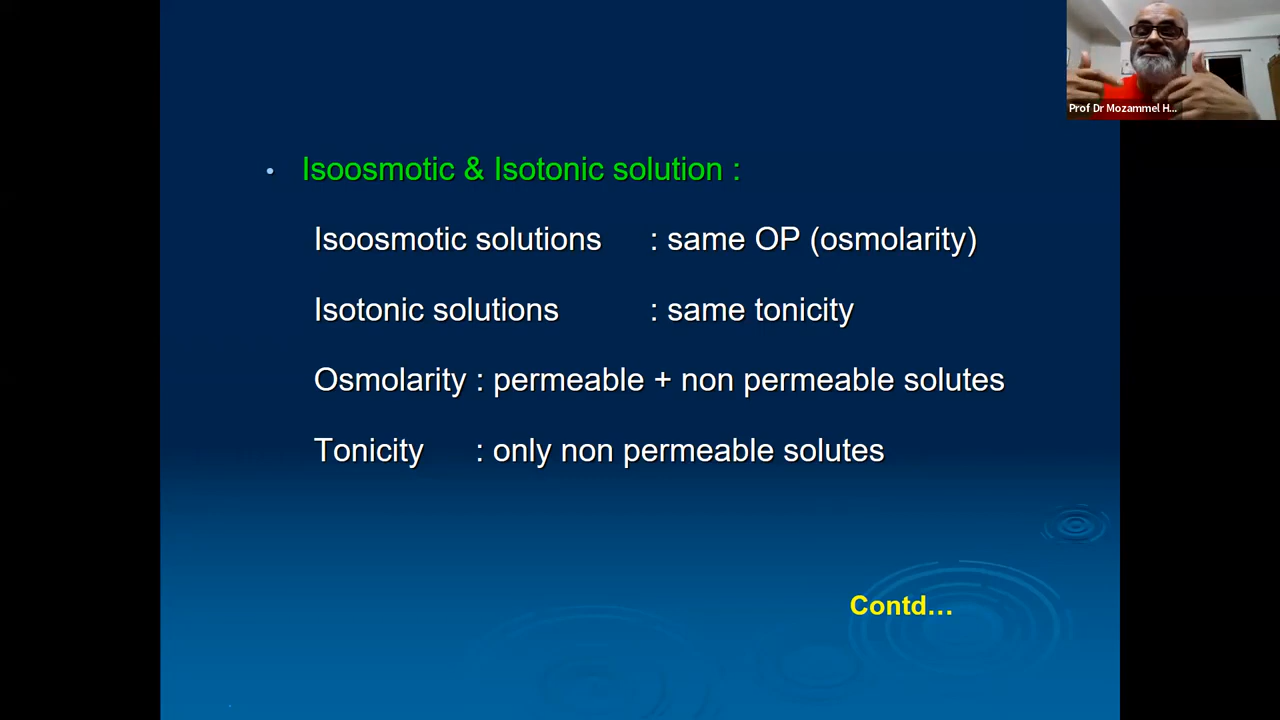 Prof Dr Mozammel H...
• Isoosmotic & Isotonic solution :
Isoosmotic solutions : same OP (osmolarity)
Isotonic solutions : same tonicity
Osmolarity : permeable + non permeable solutes
Tonicity : only non permeable solutes
Contd...